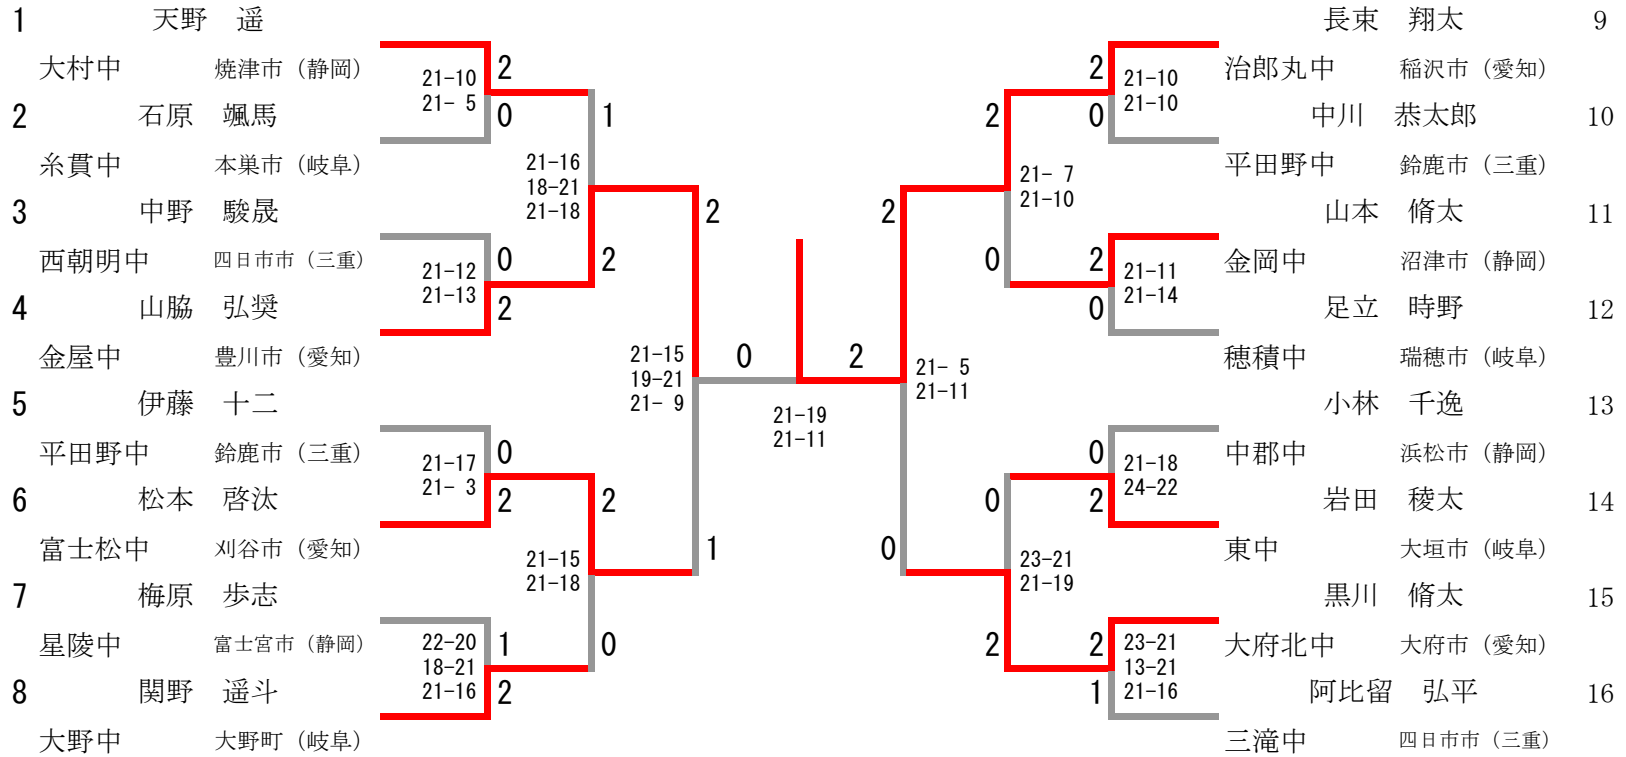 1 天野 遥
大村中 焼津市（静岡）
2 石原 颯馬
糸貫中 本巣市（岐阜）
3 中野 駿晟
西朝明中 四日市市（三重）
4 山脇 弘奨
金屋中 豊川市（愛知）
5 伊藤 十二
平田野中 鈴鹿市（三重）
6 松本 啓汰
富士松中 刈谷市（愛知）
7 梅原 歩志
星陵中 富士宮市（静岡）
8 関野 遥斗
大野中 大野町（岐阜）
2
21-10
21- 5
0
0
21-12
21-13
2
0
21-17
21- 3
2
1
22-20
18-21
21-16
2
1
21-16
18-21
21-18
2
2
21-15
21-18
0
2
21-15
19-21
21- 9
1
0
2
21-19
21-11
2
21- 5
21-11
0
2
21- 7
21-10
0
0
23-21
21-19
2
2
21-10
21-10
0
2
21-11
21-14
0
0
21-18
24-22
2
2
23-21
13-21
21-16
1
長束 翔太 9
治郎丸中 稲沢市（愛知）
中川 恭太郎 10
平田野中 鈴鹿市（三重）
山本 脩太 11
金岡中 沼津市（静岡）
足立 時野 12
穂積中 瑞穂市（岐阜）
小林 千逸 13
中郡中 浜松市（静岡）
岩田 稜太 14
東中 大垣市（岐阜）
黒川 脩太 15
大府北中 大府市（愛知）
阿比留 弘平 16
三滝中 四日市市（三重）